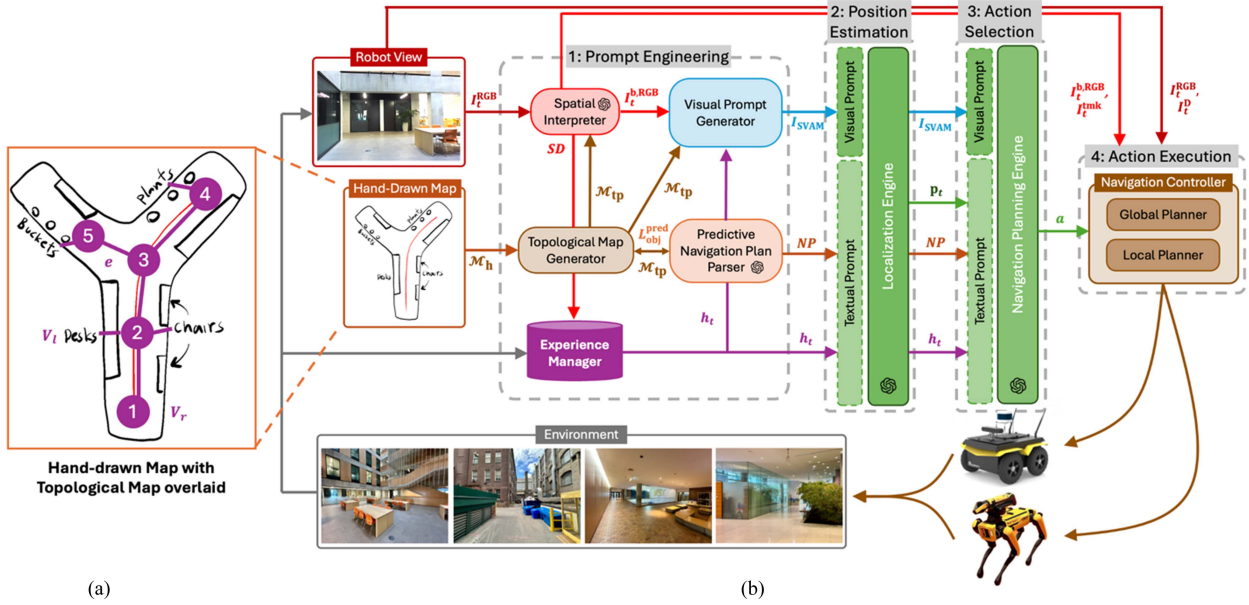 Plants
4
Buckets
5
e
3
V_l
Desks
2
Chairs
1
V_r
Hand-drawn Map with
Topological Map overlaid
(a)
Robot View
I_t^RGB
Hand-Drawn Map
Desks
Chairs
M_h
1: Prompt Engineering
Spatial
Interpreter
I_t^b,RGB
Visual Prompt
Generator
SD
M_tp
M_tp
Topological Map
Generator
L_obj^pred
M_tp
Predictive
Navigation Plan
Parser
h_t
Experience
Manager
I_SVAM
NP
h_t
2: Position
Estimation
Visual Prompt
Textual Prompt
Localization Engine
I_SVAM
p_t
NP
h_t
3: Action
Selection
Visual Prompt
Textual Prompt
Navigation Planning Engine
a
I_t^b,RGB,
I^tmk
I_t^RGB,
I_t^D
4: Action Execution
Navigation Controller
Global Planner
Local Planner
Environment
(b)